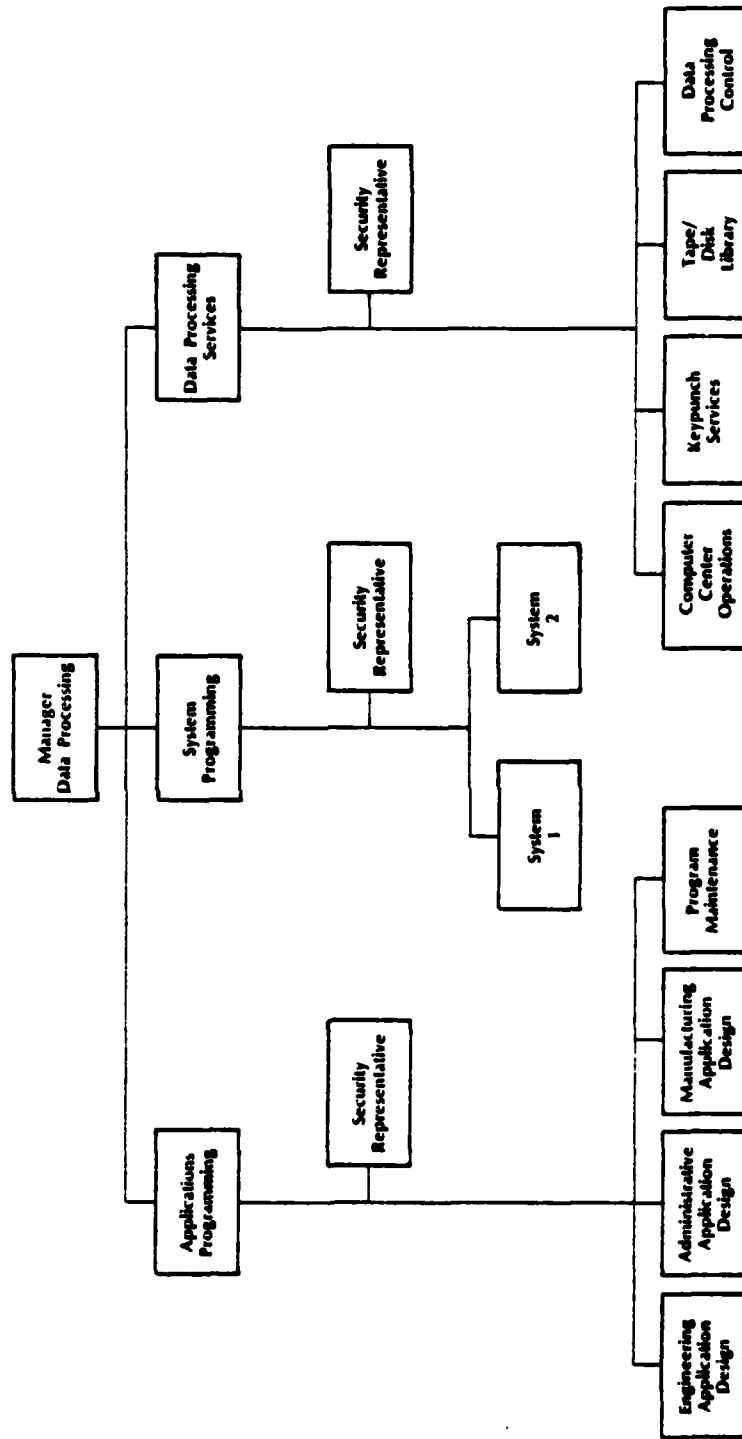 Manager
Data Processing
Applications
Programming
System
Programming
Data Processing
Services
Security
Representative
Security
Representative
Security
Representative
System
1
System
2
Engineering
Application
Design
Administrative
Application
Design
Manufacturing
Application
Design
Program
Maintenance
Computer
Center
Operations
Keypunch
Services
Tape/
Disk
Library
Data
Processing
Control